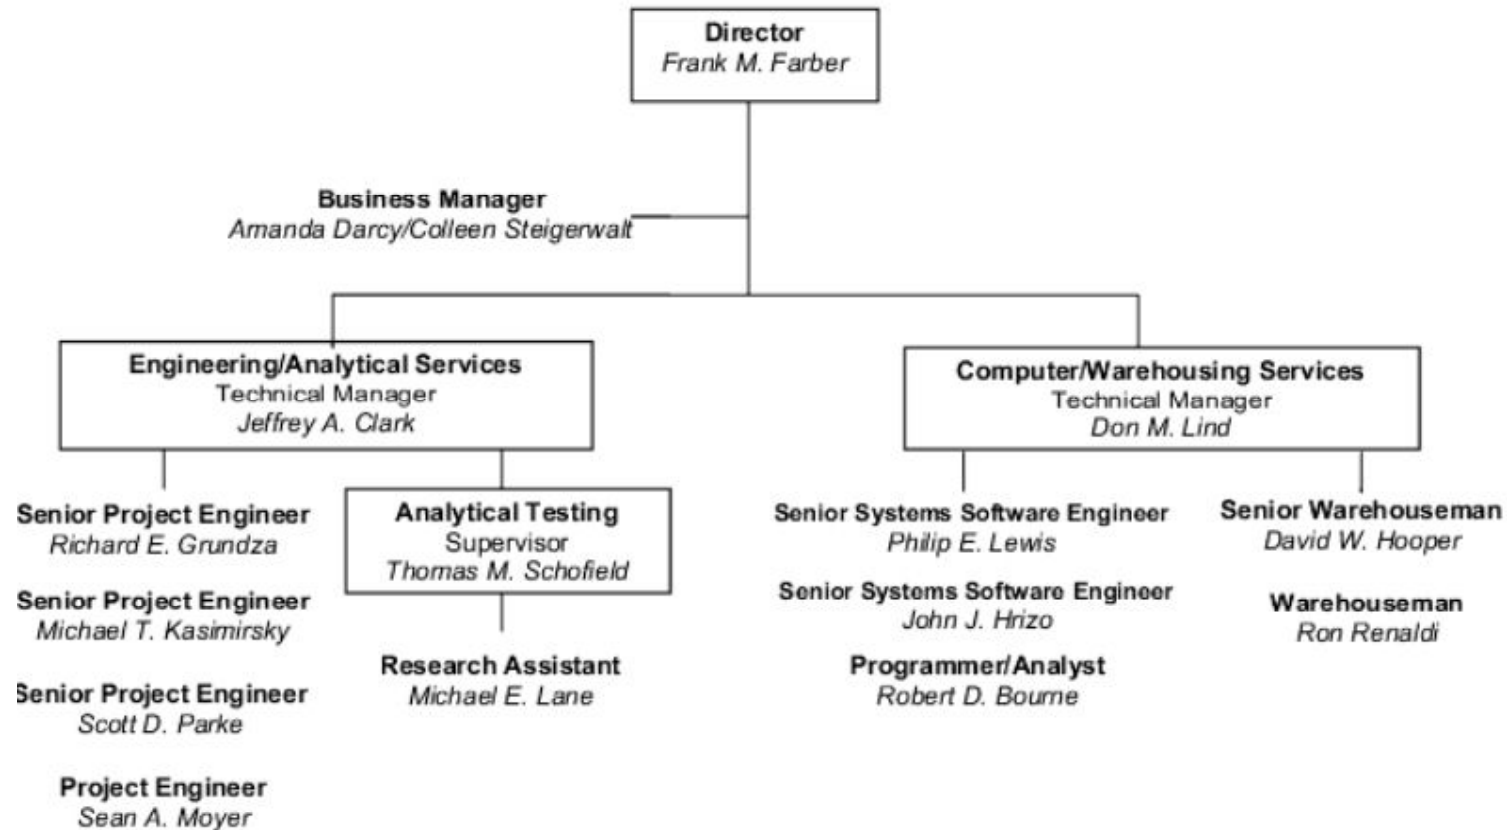 Director
Frank M. Farber
Business Manager
Amanda Darcy/Colleen Steigerwalt
Engineering/Analytical Services
Technical Manager
Jeffrey A. Clark
Computer/Warehousing Services
Technical Manager
Don M. Lind
Senior Project Engineer
Richard E. Grundza
Senior Project Engineer
Michael T. Kasimirsky
Senior Project Engineer
Scott D. Parke
Project Engineer
Sean A. Moyer
Analytical Testing
Supervisor
Thomas M. Schofield
Research Assistant
Michael E. Lane
Senior Systems Software Engineer
Philip E. Lewis
Senior Systems Software Engineer
John J. Hrizo
Programmer/Analyst
Robert D. Bourne
Senior Warehouseman
David W. Hooper
Warehouseman
Ron Renaldi